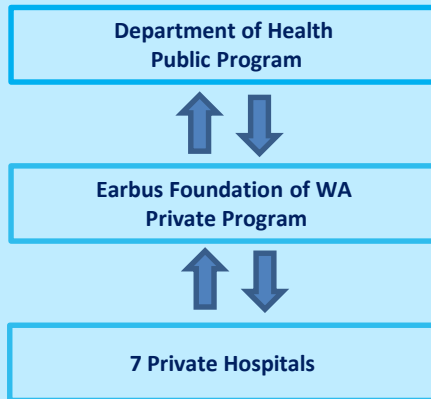 Department of Health
Public Program
Earbus Foundation of WA
Private Program
7 Private Hospitals